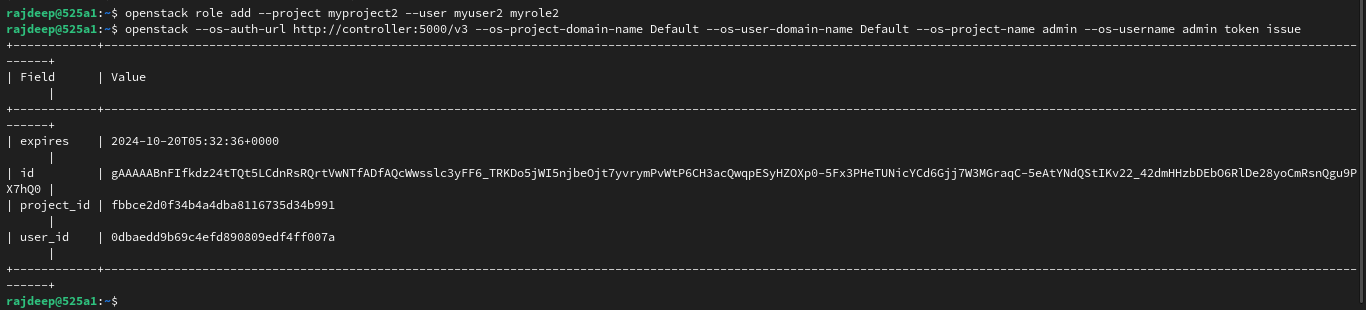 rajdeep@525a1:~$ openstack role add --project myproject2 --user myuser2 myrole2
rajdeep@525a1:~$ openstack --os-auth-url http://controller:5000/v3 --os-project-domain-name Default --os-user-domain-name Default --os-project-name admin --os-username admin token issue
+------------+-----------------------------------------------------------------------------------------------------------------------------------------------------------------------------------
------+
| Field      | Value
      |
+------------+-----------------------------------------------------------------------------------------------------------------------------------------------------------------------------------
------+
| expires    | 2024-10-20T05:32:36+0000
      |
| id         | gAAAAABnFIfkdz24tTQt5LCdnRsRQrtVwNTfADfAQcWwsslc3yFF6_TRKDo5jWI5njbeOjt7yvrymPvWtP6CH3acQwqpESyHZOXp0-5Fx3PHeTUNicYCd6Gjj7W3MGraqC-5eAtYNdQStIKv22_42dmHHzbDEbO6RlDe28yoCmRsnQgu9P
X7hQ0 |
| project_id | fbbce2d0f34b4a4dba8116735d34b991
      |
| user_id    | 0dbaedd9b69c4efd890809edf4ff007a
      |
+------------+-----------------------------------------------------------------------------------------------------------------------------------------------------------------------------------
------+
rajdeep@525a1:~$